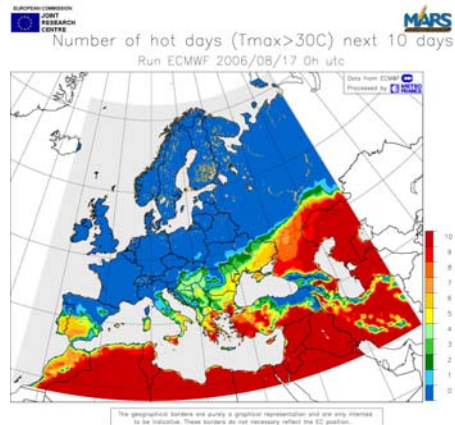 EUROPEAN COMMISSION
JOINT
RESEARCH
CENTRE
MARS
Number of hot days (Tmax>30C) next 10 days
Run ECMWF 2006/08/17 0h utc
Data from ECMWF
Processed by METEO FRANCE
10
9
8
7
6
5
4
3
2
1
0
The geographical borders are purely a graphical representation and are only intended
to be indicative. These borders do not necessarily reflect the EC position.